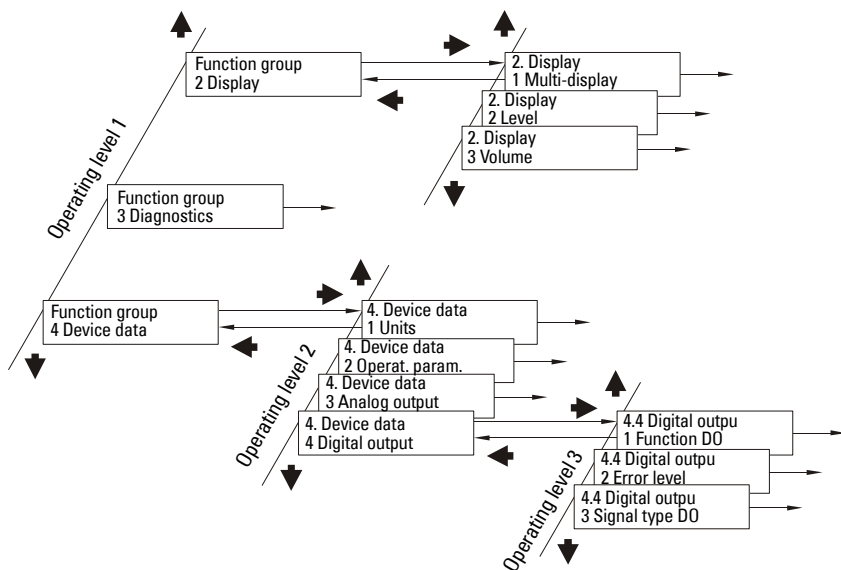 Function group
2 Display
2. Display
1 Multi-display
2. Display
2 Level
2. Display
3 Volume
Operating level 1
Function group
3 Diagnostics
Function group
4 Device data
4. Device data
1 Units
4. Device data
2 Operat. param.
4. Device data
3 Analog output
4. Device data
4 Digital output
Operating level 2
4.4 Digital outpu
1 Function DO
4.4 Digital outpu
2 Error level
4.4 Digital outpu
3 Signal type DO
Operating level 3